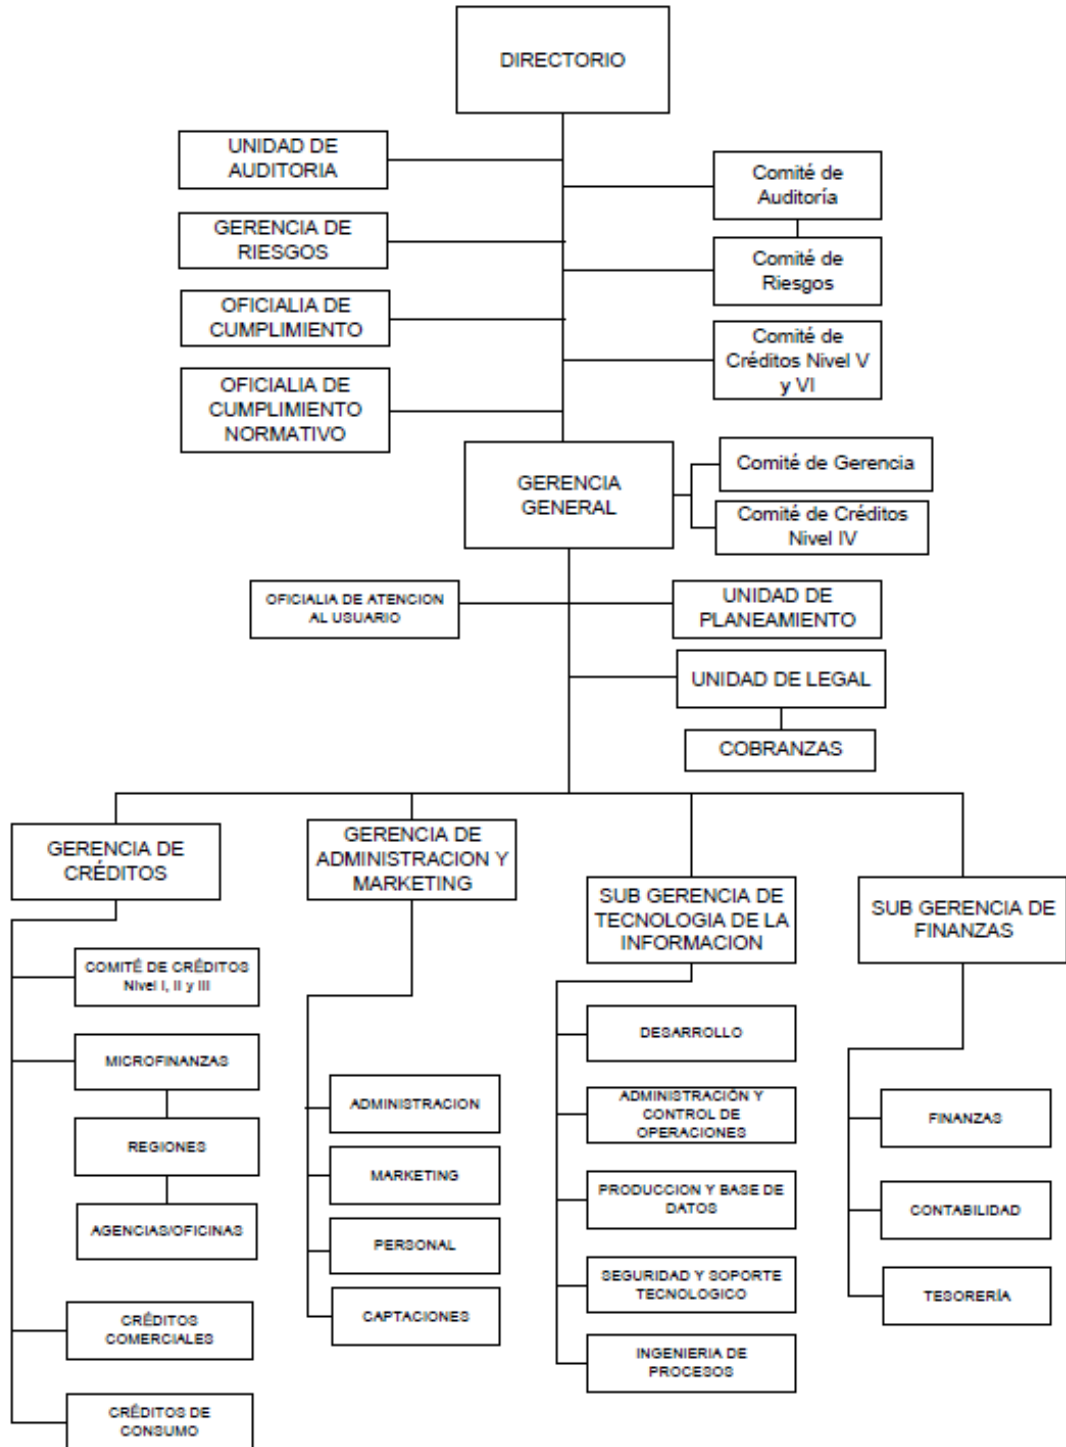 DIRECTORIO
UNIDAD DE
AUDITORIA
Comité de
Auditoría
GERENCIA DE
RIESGOS
Comité de
Riesgos
OFICIALIA DE
CUMPLIMIENTO
Comité de
Créditos Nivel V
y VI
OFICIALIA DE
CUMPLIMIENTO
NORMATIVO
GERENCIA
GENERAL
Comité de Gerencia
Comité de Créditos
Nivel IV
OFICIALIA DE ATENCION
AL USUARIO
UNIDAD DE
PLANEAMIENTO
UNIDAD DE LEGAL
COBRANZAS
GERENCIA DE
CRÉDITOS
COMITÉ DE CRÉDITOS
Nivel I, II y III
MICROFINANZAS
REGIONES
AGENCIAS/OFICINAS
CRÉDITOS
COMERCIALES
CRÉDITOS DE
CONSUMO
GERENCIA DE
ADMINISTRACION Y
MARKETING
ADMINISTRACION
MARKETING
PERSONAL
CAPTACIONES
SUB GERENCIA DE
TECNOLOGIA DE LA
INFORMACION
DESARROLLO
ADMINISTRACIÓN Y
CONTROL DE
OPERACIONES
PRODUCCION Y BASE DE
DATOS
SEGURIDAD Y SOPORTE
TECNOLOGICO
INGENIERIA DE
PROCESOS
SUB GERENCIA DE
FINANZAS
FINANZAS
CONTABILIDAD
TESORERÍA